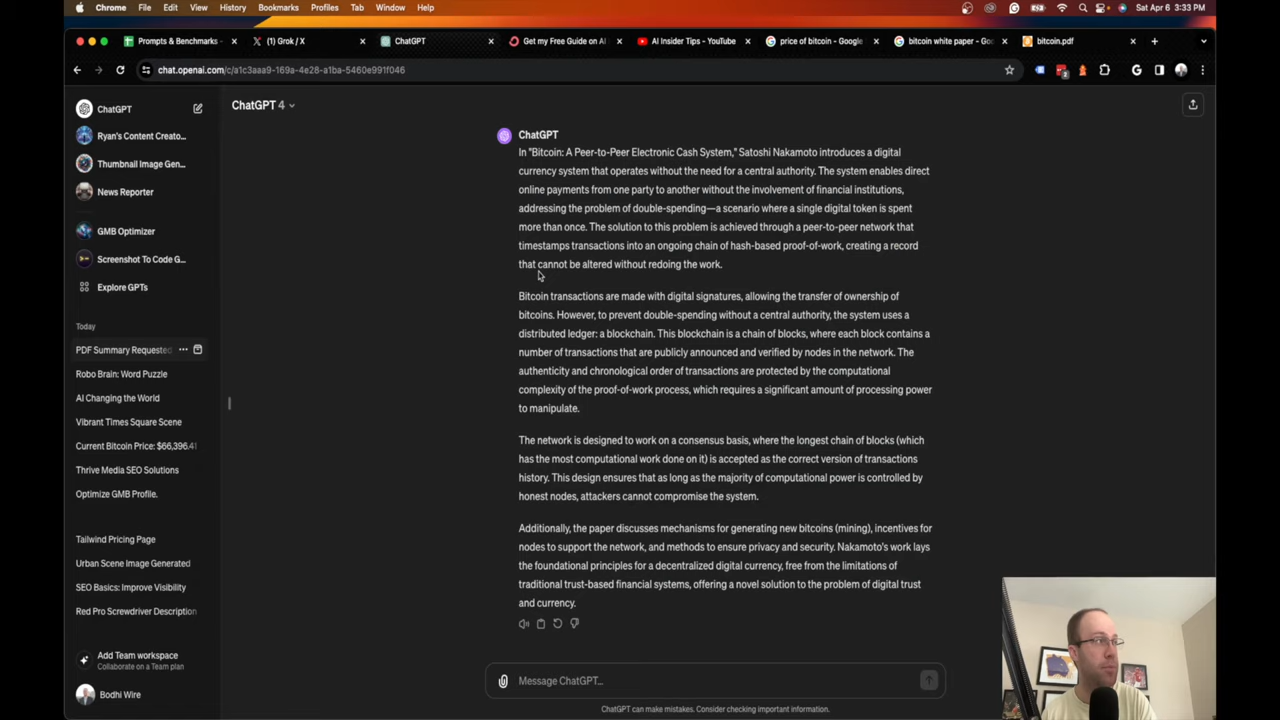 Chrome File Edit View History Bookmarks Profiles Tab Window Help Sat Apr 6 3:33 PM
Prompts & Benchmarks - (1) Grok / X ChatGPT Get my Free Guide on AI AI Insider Tips - YouTube price of bitcoin - Google bitcoin white paper - Goo bitcoin.pdf
chat.openai.com/c/a1c3aaa9-169a-4e28-a1ba-5460e991f046
ChatGPT
Ryan's Content Creato...
Thumbnail Image Gen...
News Reporter
GMB Optimizer
Screenshot To Code G...
Explore GPTs
Today
PDF Summary Requested
Robo Brain: Word Puzzle
AI Changing the World
Vibrant Times Square Scene
Current Bitcoin Price: $66,396.41
Thrive Media SEO Solutions
Optimize GMB Profile.
Tailwind Pricing Page
Urban Scene Image Generated
SEO Basics: Improve Visibility
Red Pro Screwdriver Description
Add Team workspace
Collaborate on a Team plan
Bodhi Wire
ChatGPT 4
ChatGPT
In "Bitcoin: A Peer-to-Peer Electronic Cash System," Satoshi Nakamoto introduces a digital
currency system that operates without the need for a central authority. The system enables direct
online payments from one party to another without the involvement of financial institutions,
addressing the problem of double-spending—a scenario where a single digital token is spent
more than once. The solution to this problem is achieved through a peer-to-peer network that
timestamps transactions into an ongoing chain of hash-based proof-of-work, creating a record
that cannot be altered without redoing the work.
Bitcoin transactions are made with digital signatures, allowing the transfer of ownership of
bitcoins. However, to prevent double-spending without a central authority, the system uses a
distributed ledger: a blockchain. This blockchain is a chain of blocks, where each block contains a
number of transactions that are publicly announced and verified by nodes in the network. The
authenticity and chronological order of transactions are protected by the computational
complexity of the proof-of-work process, which requires a significant amount of processing power
to manipulate.
The network is designed to work on a consensus basis, where the longest chain of blocks (which
has the most computational work done on it) is accepted as the correct version of transactions
history. This design ensures that as long as the majority of computational power is controlled by
honest nodes, attackers cannot compromise the system.
Additionally, the paper discusses mechanisms for generating new bitcoins (mining), incentives for
nodes to support the network, and methods to ensure privacy and security. Nakamoto's work lays
the foundational principles for a decentralized digital currency, free from the limitations of
traditional trust-based financial systems, offering a novel solution to the problem of digital trust
and currency.
Message ChatGPT...
ChatGPT can make mistakes. Consider checking important information.